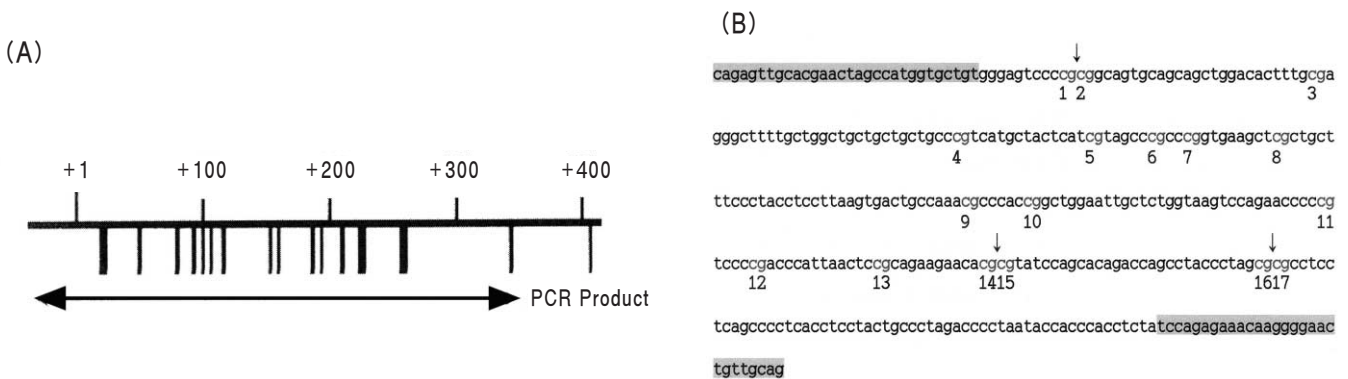 (A)
+1 +100 +200 +300 +400
PCR Product
(B)
↓
cagagttgcacgaactagccatggtgctgtgggagtccccgcggcagtgcagcagctggacactttgcga
1 2 3
gggcttttgctggctgctgctgctgcccgtcatgctactcatcgtagcccgcccggtgaagctcgctgct
4 5 6 7 8
ttccctacctccttaagtgactgccaaacgcccaccggctggaattgctctggtaagtccagaacccccg
9 10 11
↓ ↓
tccccgacccattaactccgcagaagaacacgcgtatccagcacagaccagcctaccctagcgcgcctcc
12 13 1415 1617
tcagcccctcacctcctactgccctagacccctaataccacccacctctatccagagaaacaaggggaac
tgttgcag